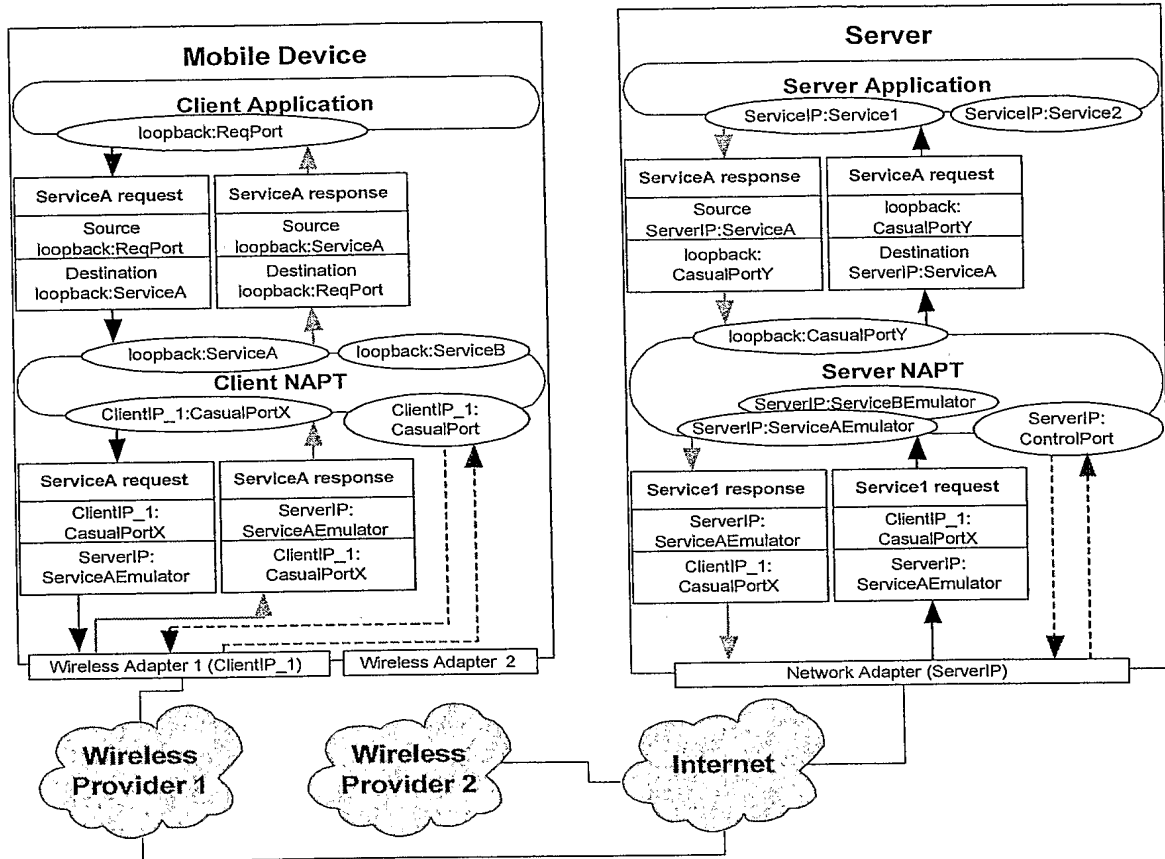 Mobile Device
Client Application
loopback:ReqPort
ServiceA request
Source
loopback:ReqPort
Destination
loopback:ServiceA
ServiceA response
Source
loopback:ServiceA
Destination
loopback:ReqPort
loopback:ServiceA
loopback:ServiceB
Client NAPT
ClientIP_1:CasualPortX
ClientIP_1:
CasualPort
ServiceA request
ClientIP_1:
CasualPortX
ServerIP:
ServiceAEmulator
ServiceA response
ServerIP:
ServiceAEmulator
ClientIP_1:
CasualPortX
Wireless Adapter 1 (ClientIP_1)
Wireless Adapter 2
Server
Server Application
ServiceIP:Service1
ServiceIP:Service2
ServiceA response
Source
ServerIP:ServiceA
loopback:
CasualPortY
ServiceA request
loopback:
CasualPortY
Destination
ServerIP:ServiceA
loopback:CasualPortY
Server NAPT
ServerIP:ServiceBEmulator
ServerIP:ServiceAEmulator
ServerIP:
ControlPort
Service1 response
ServerIP:
ServiceAEmulator
ClientIP_1:
CasualPortX
Service1 request
ClientIP_1:
CasualPortX
ServerIP:
ServiceAEmulator
Network Adapter (ServerIP)
Wireless
Provider 1
Wireless
Provider 2
Internet